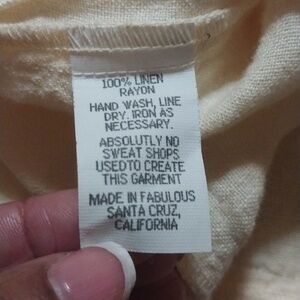 100% LINEN
RAYON
HAND WASH, LINE
DRY. IRON AS
NECESSARY.
ABSOLUTELY NO
SWEAT SHOPS
USED TO CREATE
THIS GARMENT
MADE IN FABULOUS
SANTA CRUZ,
CALIFORNIA